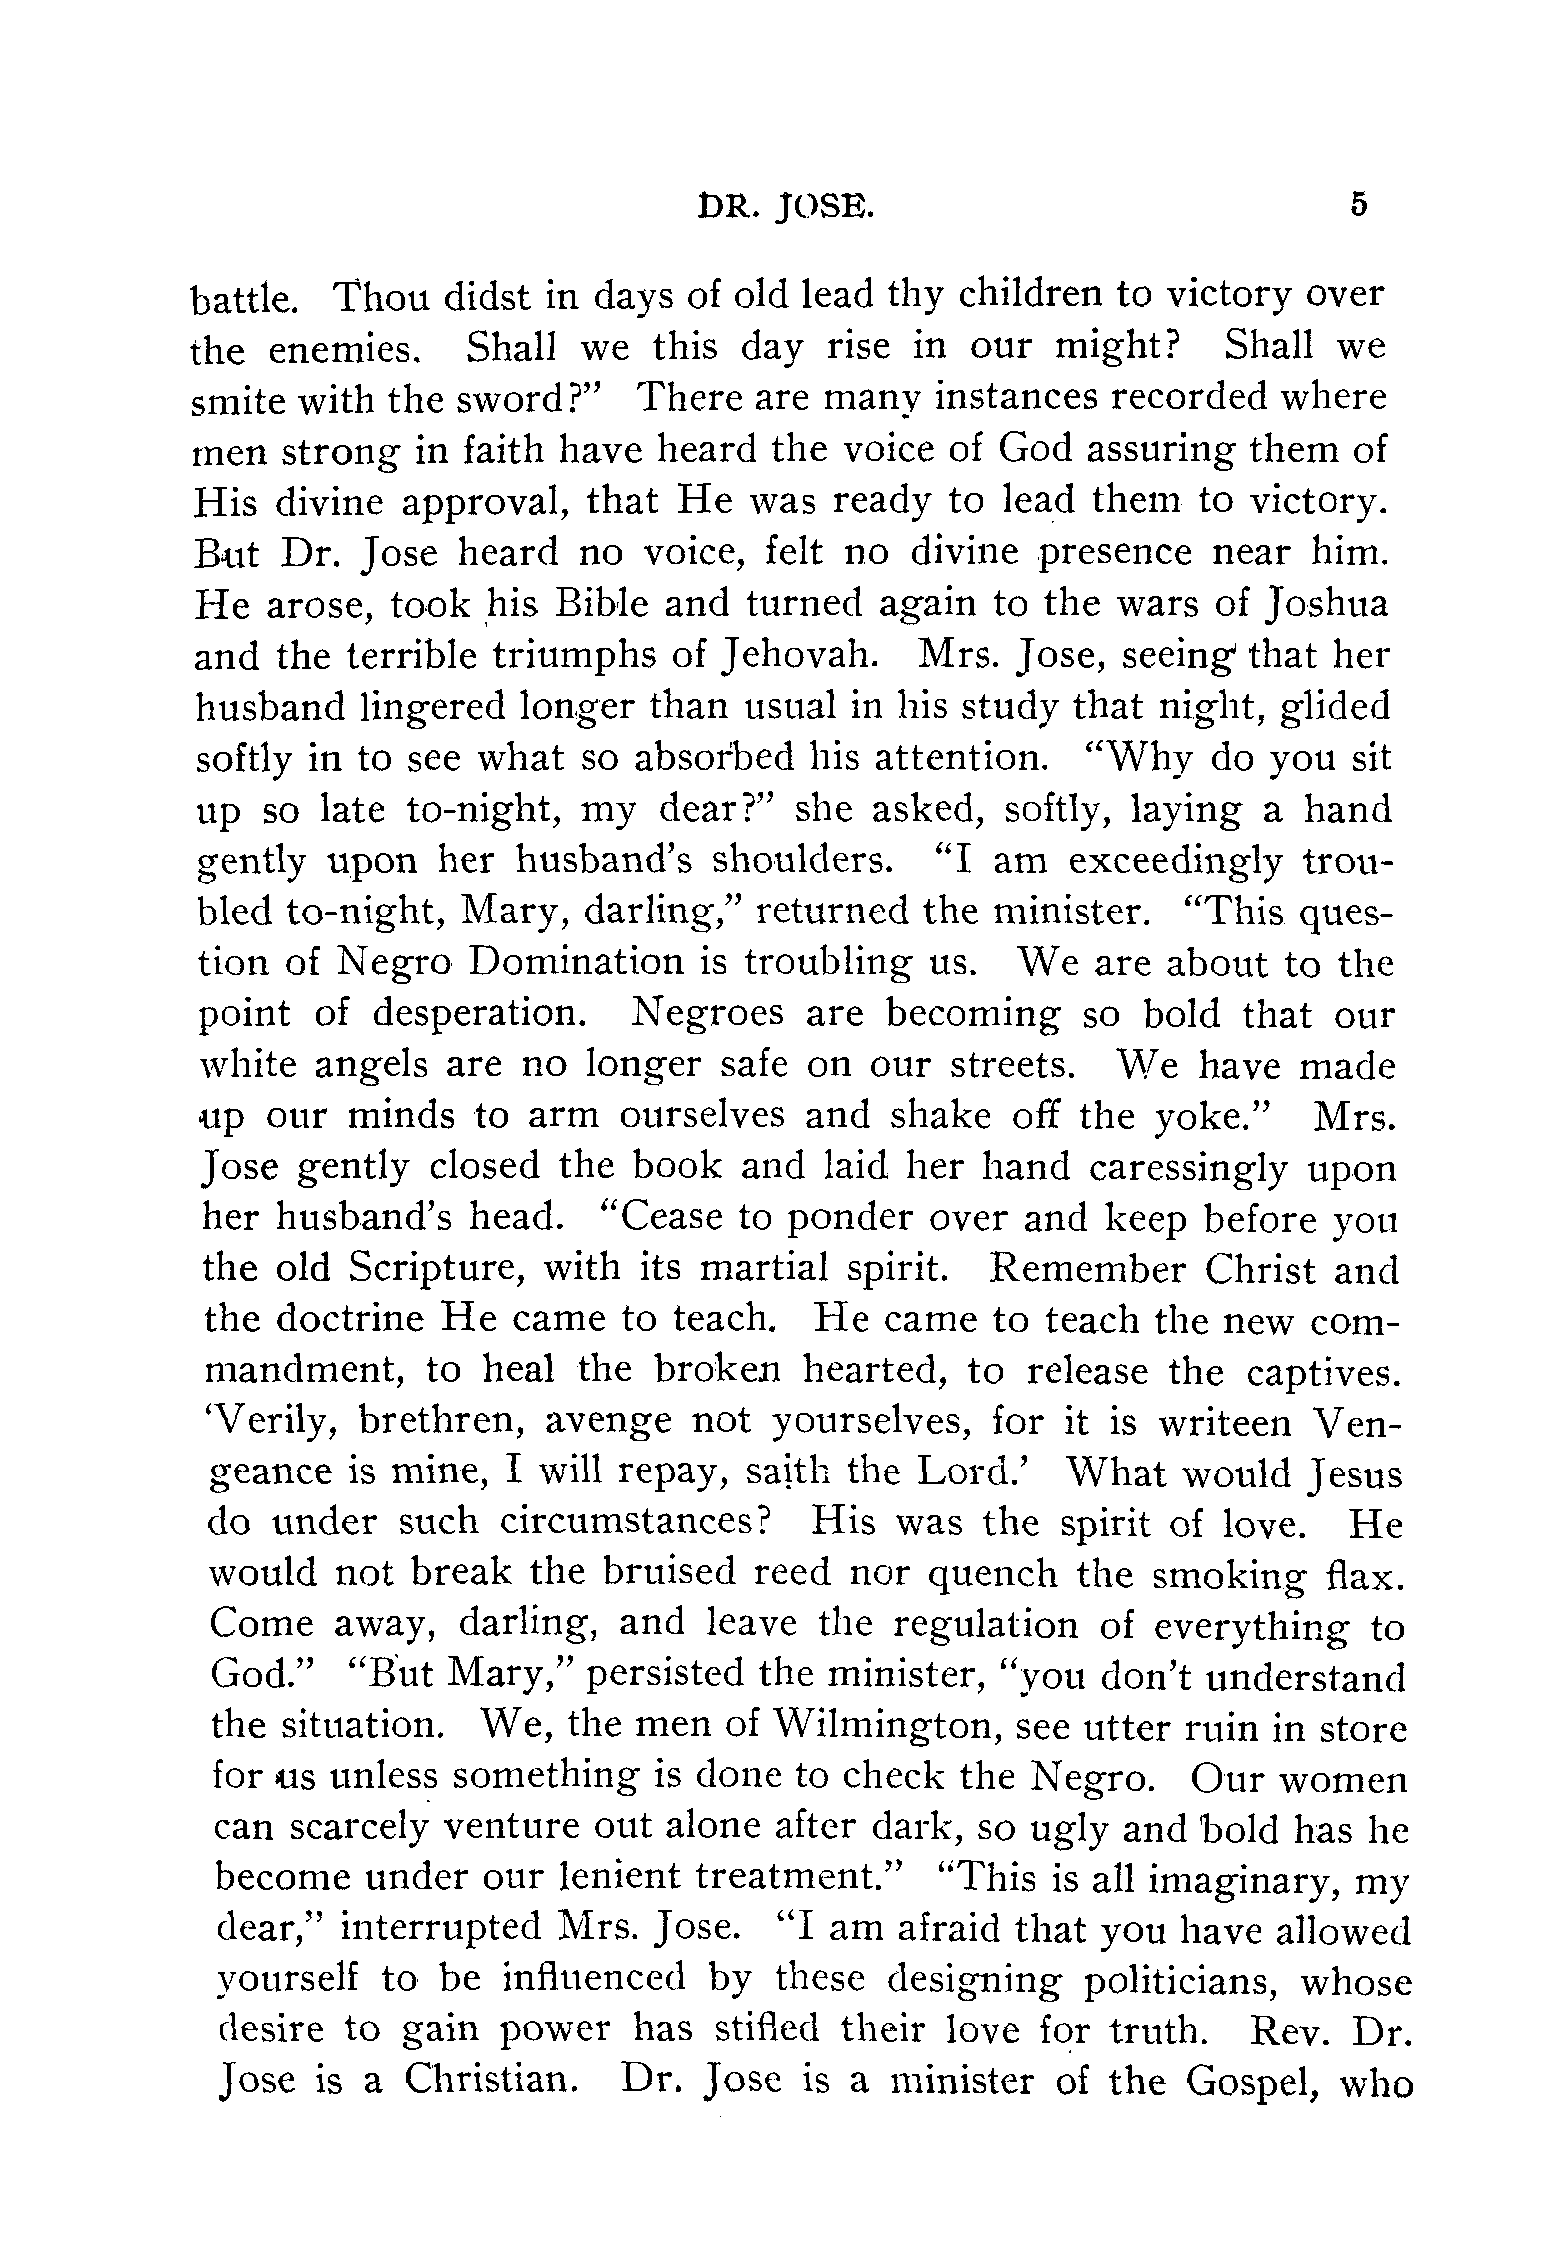 DR. JOSE. 5
battle. Thou didst in days of old lead thy children to victory over
the enemies. Shall we this day rise in our might? Shall we
smite with the sword?” There are many instances recorded where
men strong in faith have heard the voice of God assuring them of
His divine approval, that He was ready to lead them to victory.
But Dr. Jose heard no voice, felt no divine presence near him.
He arose, took his Bible and turned again to the wars of Joshua
and the terrible triumphs of Jehovah. Mrs. Jose, seeing that her
husband lingered longer than usual in his study that night, glided
softly in to see what so absorbed his attention. “Why do you sit
up so late to-night, my dear?” she asked, softly, laying a hand
gently upon her husband’s shoulders. “I am exceedingly trou-
bled to-night, Mary, darling,” returned the minister. “This ques-
tion of Negro Domination is troubling us. We are about to the
point of desperation. Negroes are becoming so bold that our
white angels are no longer safe on our streets. We have made
up our minds to arm ourselves and shake off the yoke.” Mrs.
Jose gently closed the book and laid her hand caressingly upon
her husband’s head. “Cease to ponder over and keep before you
the old Scripture, with its martial spirit. Remember Christ and
the doctrine He came to teach. He came to teach the new com-
mandment, to heal the broken hearted, to release the captives.
‘Verily, brethren, avenge not yourselves, for it is writeen Ven-
geance is mine, I will repay, saith the Lord.’ What would Jesus
do under such circumstances? His was the spirit of love. He
would not break the bruised reed nor quench the smoking flax.
Come away, darling, and leave the regulation of everything to
God.” “But Mary,” persisted the minister, “you don’t understand
the situation. We, the men of Wilmington, see utter ruin in store
for us unless something is done to check the Negro. Our women
can scarcely venture out alone after dark, so ugly and bold has he
become under our lenient treatment.” “This is all imaginary, my
dear,” interrupted Mrs. Jose. “I am afraid that you have allowed
yourself to be influenced by these designing politicians, whose
desire to gain power has stifled their love for truth. Rev. Dr.
Jose is a Christian. Dr. Jose is a minister of the Gospel, who